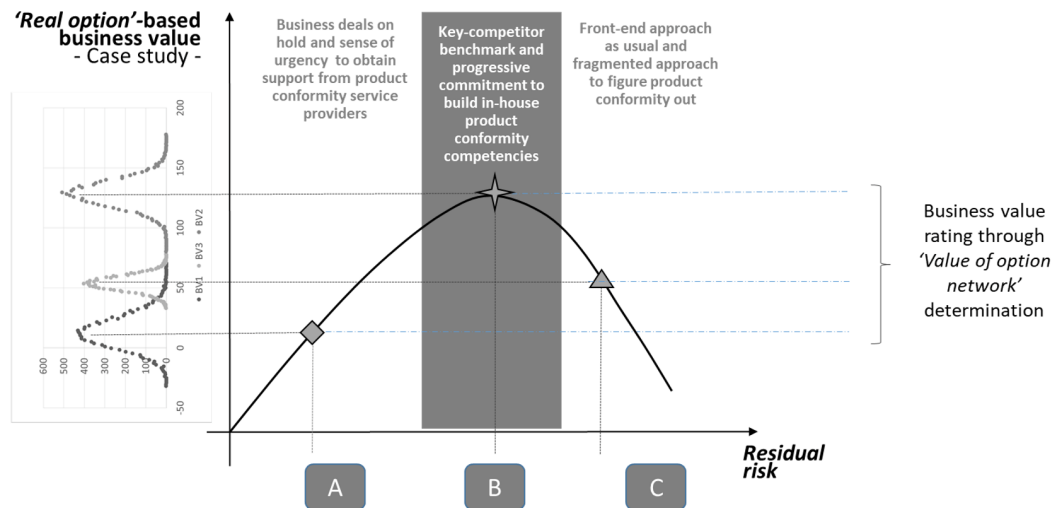 'Real option'-based
business value
- Case study -
Business deals on
hold and sense of
urgency to obtain
support from product
conformity service
providers
Key-competitor
benchmark and
progressive
commitment to
build in-house
product
conformity
competencies
Front-end approach
as usual and
fragmented approach
to figure product
conformity out
200
150
100
50
0
-50
600
500
400
300
200
100
0
BV1
BV3
BV2
Business value
rating through
'Value of option
network'
determination
Residual
risk
A
B
C